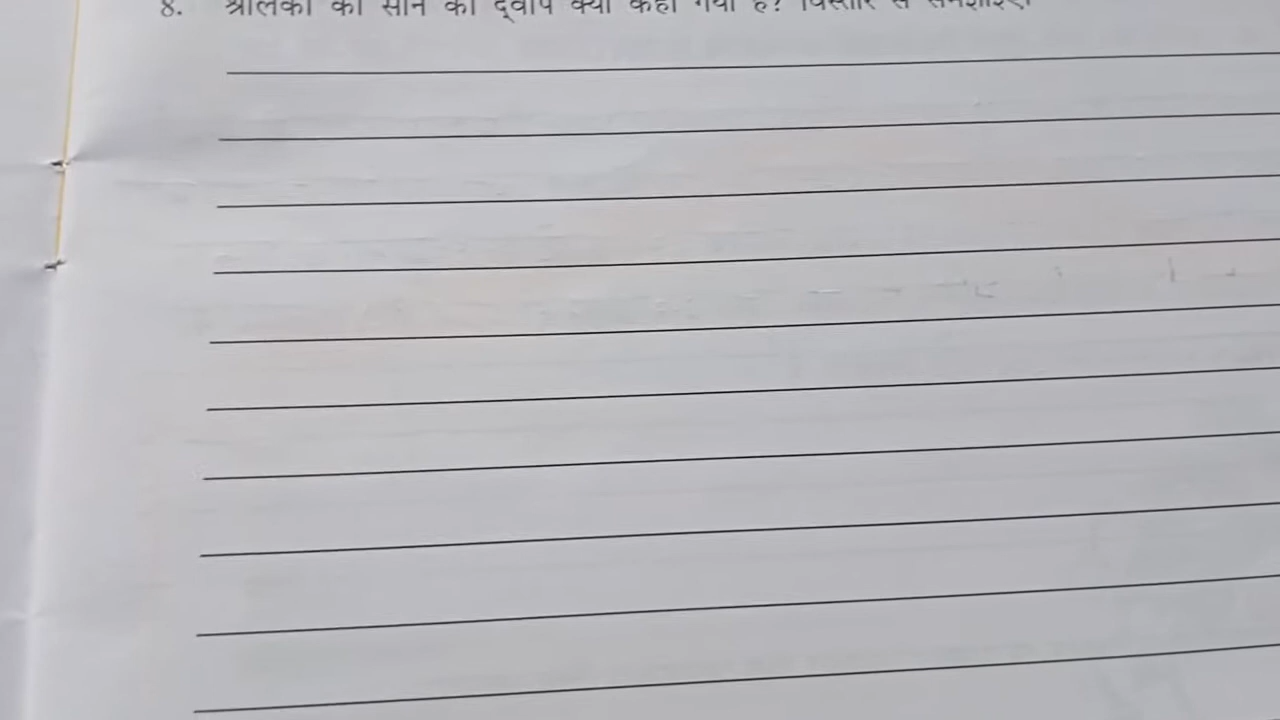 8. श्रीलंका को सोने का द्वीप क्यों कहा गया है? विस्तार से समझाइए।